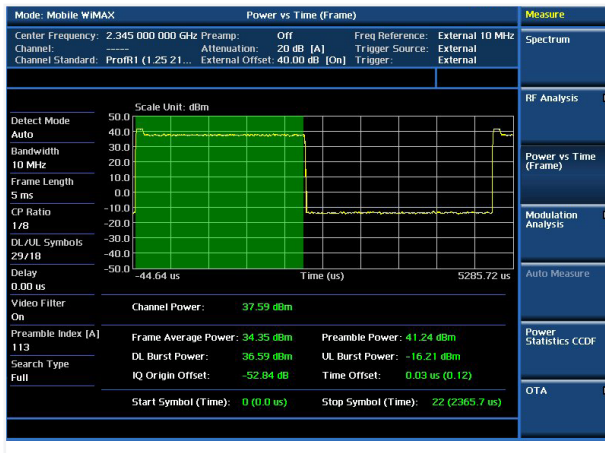 Mode: Mobile WiMAX Power vs Time (Frame) Measure
Center Frequency: 2.345 000 000 GHz Preamp: Off Freq Reference: External 10 MHz
Channel: ----- Attenuation: 20 dB [A] Trigger Source: External
Channel Standard: ProfR1 (1.25 21... External Offset: 40.00 dB [On] Trigger: External
Spectrum
RF Analysis
Power vs Time
(Frame)
Modulation
Analysis
Auto Measure
Power
Statistics CCDF
OTA
Detect Mode
Auto
Bandwidth
10 MHz
Frame Length
5 ms
CP Ratio
1/8
DL/UL Symbols
29/18
Delay
0.00 us
Video Filter
On
Preamble Index [A]
113
Search Type
Full
Scale Unit: dBm
50.0
40.0
30.0
20.0
10.0
0.0
-10.0
-20.0
-30.0
-40.0
-50.0
-44.64 us Time (us) 5285.72 us
Channel Power: 37.59 dBm
Frame Average Power: 34.35 dBm Preamble Power: 41.24 dBm
DL Burst Power: 36.59 dBm UL Burst Power: -16.21 dBm
IQ Origin Offset: -52.84 dB Time Offset: 0.03 us (0.12)
Start Symbol (Time): 0 (0.0 us) Stop Symbol (Time): 22 (2365.7 us)